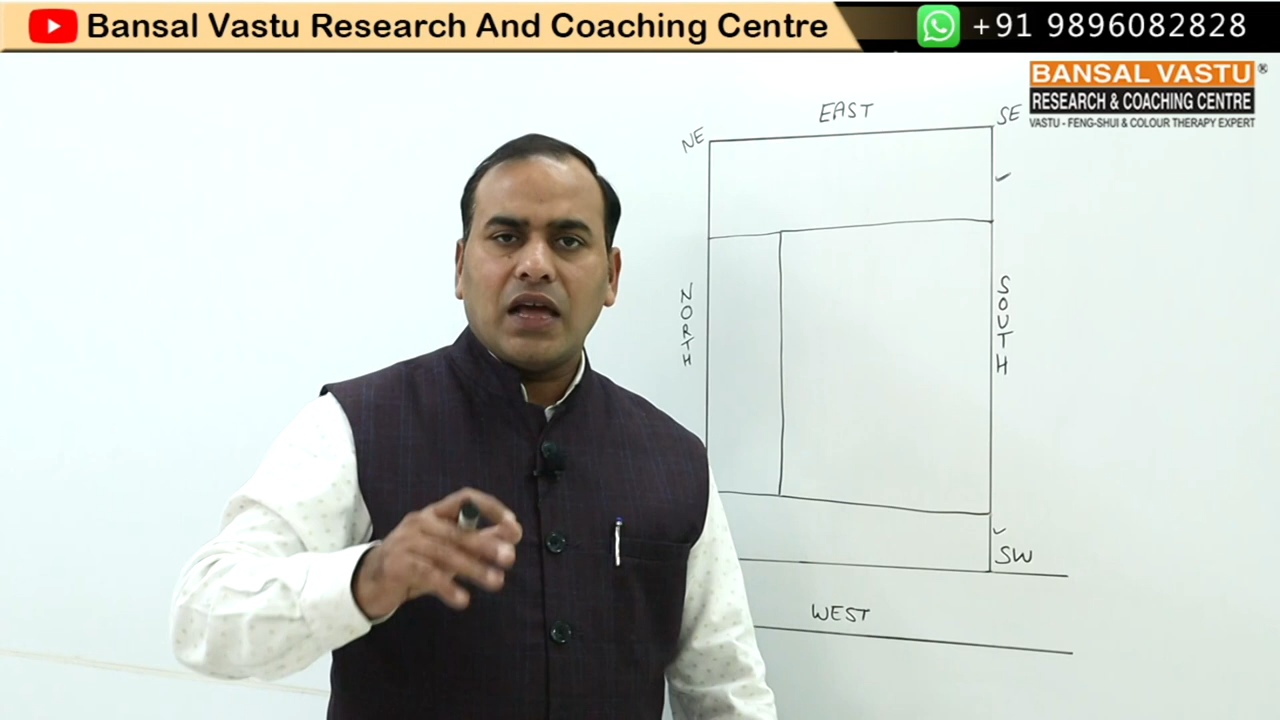 Bansal Vastu Research And Coaching Centre
+91 9896082828
BANSAL VASTU®
RESEARCH & COACHING CENTRE
VASTU - FENG-SHUI & COLOUR THERAPY EXPERT
EAST
NE
SE
NORTH
SOUTH
SW
WEST